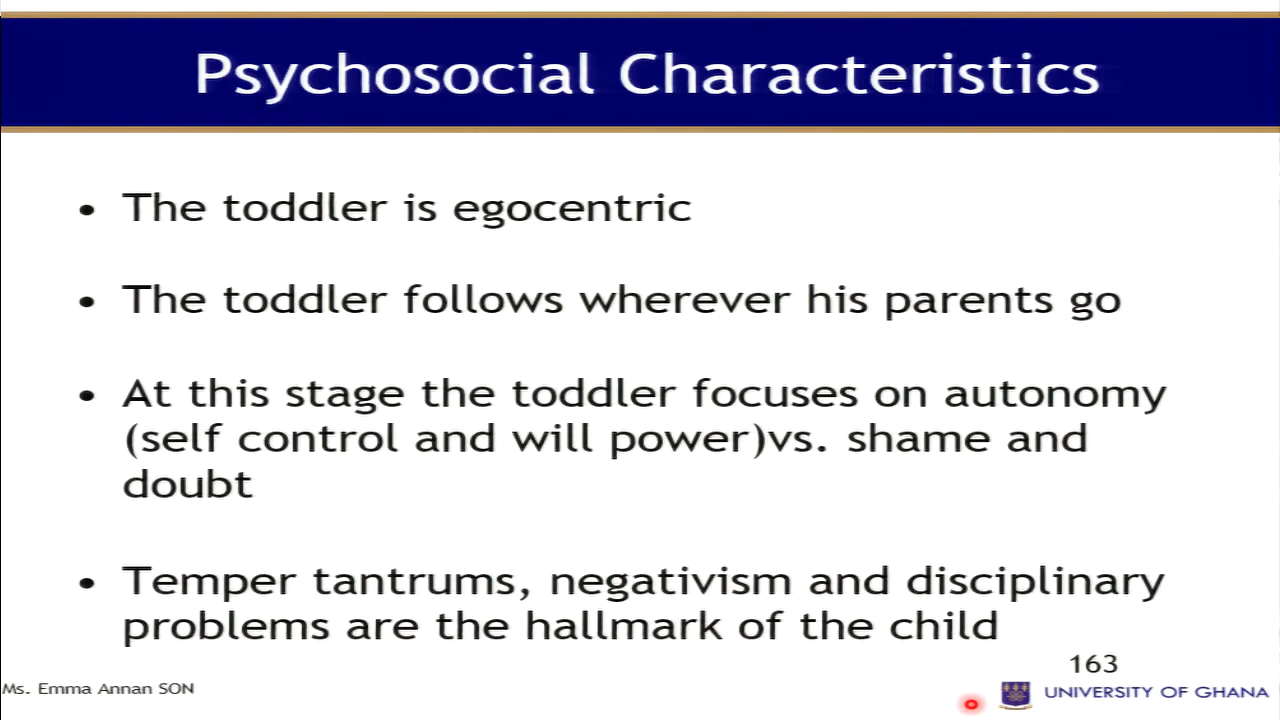 Psychosocial Characteristics
• The toddler is egocentric
• The toddler follows wherever his parents go
• At this stage the toddler focuses on autonomy
(self control and will power)vs. shame and
doubt
• Temper tantrums, negativism and disciplinary
problems are the hallmark of the child
163
Ms. Emma Annan SON
UNIVERSITY OF GHANA